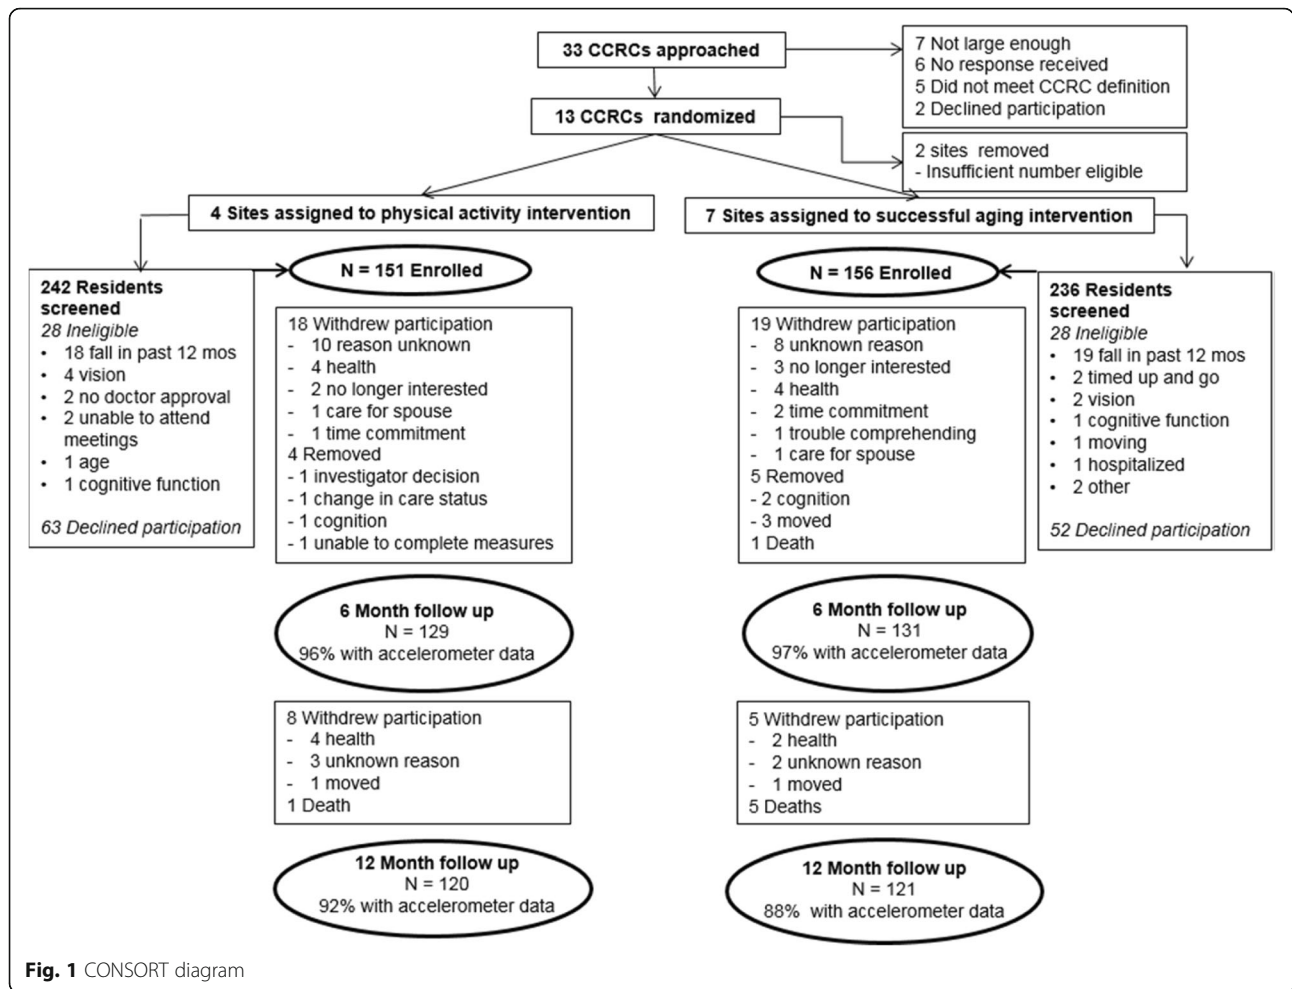 33 CCRCs approached
7 Not large enough
6 No response received
5 Did not meet CCRC definition
2 Declined participation
13 CCRCs randomized
2 sites removed
- Insufficient number eligible
4 Sites assigned to physical activity intervention
7 Sites assigned to successful aging intervention
242 Residents
screened
28 Ineligible
• 18 fall in past 12 mos
• 4 vision
• 2 no doctor approval
• 2 unable to attend
meetings
• 1 age
• 1 cognitive function
63 Declined participation
N = 151 Enrolled
18 Withdrew participation
- 10 reason unknown
- 4 health
- 2 no longer interested
- 1 care for spouse
- 1 time commitment
4 Removed
- 1 investigator decision
- 1 change in care status
- 1 cognition
- 1 unable to complete measures
N = 156 Enrolled
19 Withdrew participation
- 8 unknown reason
- 3 no longer interested
- 4 health
- 2 time commitment
- 1 trouble comprehending
- 1 care for spouse
5 Removed
- 2 cognition
- 3 moved
1 Death
236 Residents
screened
28 Ineligible
• 19 fall in past 12 mos
• 2 timed up and go
• 2 vision
• 1 cognitive function
• 1 moving
• 1 hospitalized
• 2 other
52 Declined participation
6 Month follow up
N = 129
96% with accelerometer data
6 Month follow up
N = 131
97% with accelerometer data
8 Withdrew participation
- 4 health
- 3 unknown reason
- 1 moved
1 Death
5 Withdrew participation
- 2 health
- 2 unknown reason
- 1 moved
5 Deaths
12 Month follow up
N = 120
92% with accelerometer data
12 Month follow up
N = 121
88% with accelerometer data
Fig. 1 CONSORT diagram